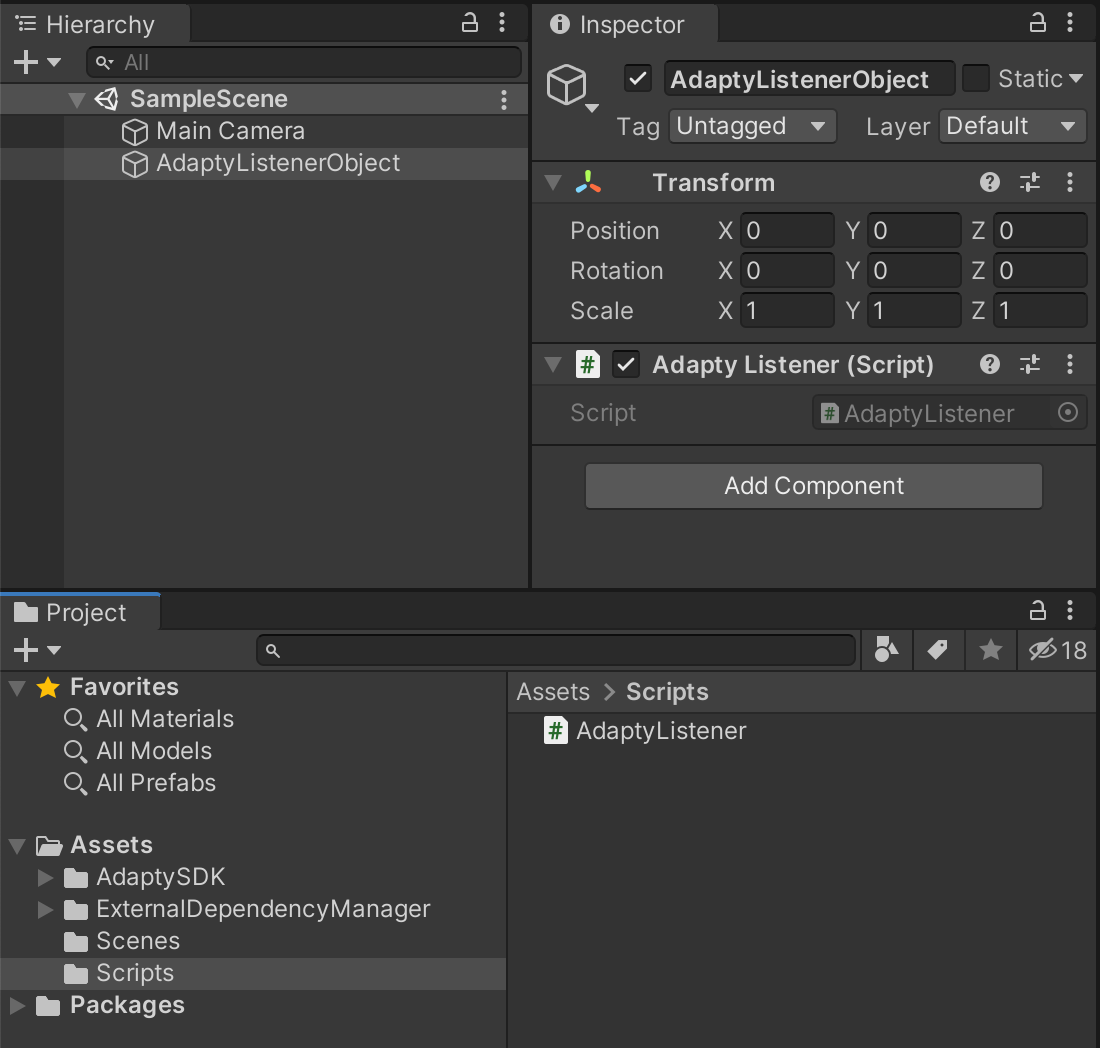 Hierarchy
All
SampleScene
Main Camera
AdaptyListenerObject
Inspector
AdaptyListenerObject Static
Tag Untagged Layer Default
Transform
Position X 0 Y 0 Z 0
Rotation X 0 Y 0 Z 0
Scale X 1 Y 1 Z 1
# Adapty Listener (Script)
Script # AdaptyListener
Add Component
Project
18
Favorites
All Materials
All Models
All Prefabs
Assets
AdaptySDK
ExternalDependencyManager
Scenes
Scripts
Packages
Assets > Scripts
# AdaptyListener